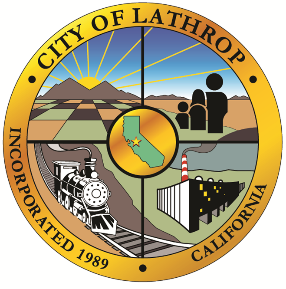 CITY OF LATHROP
INCORPORATED 1989
CALIFORNIA